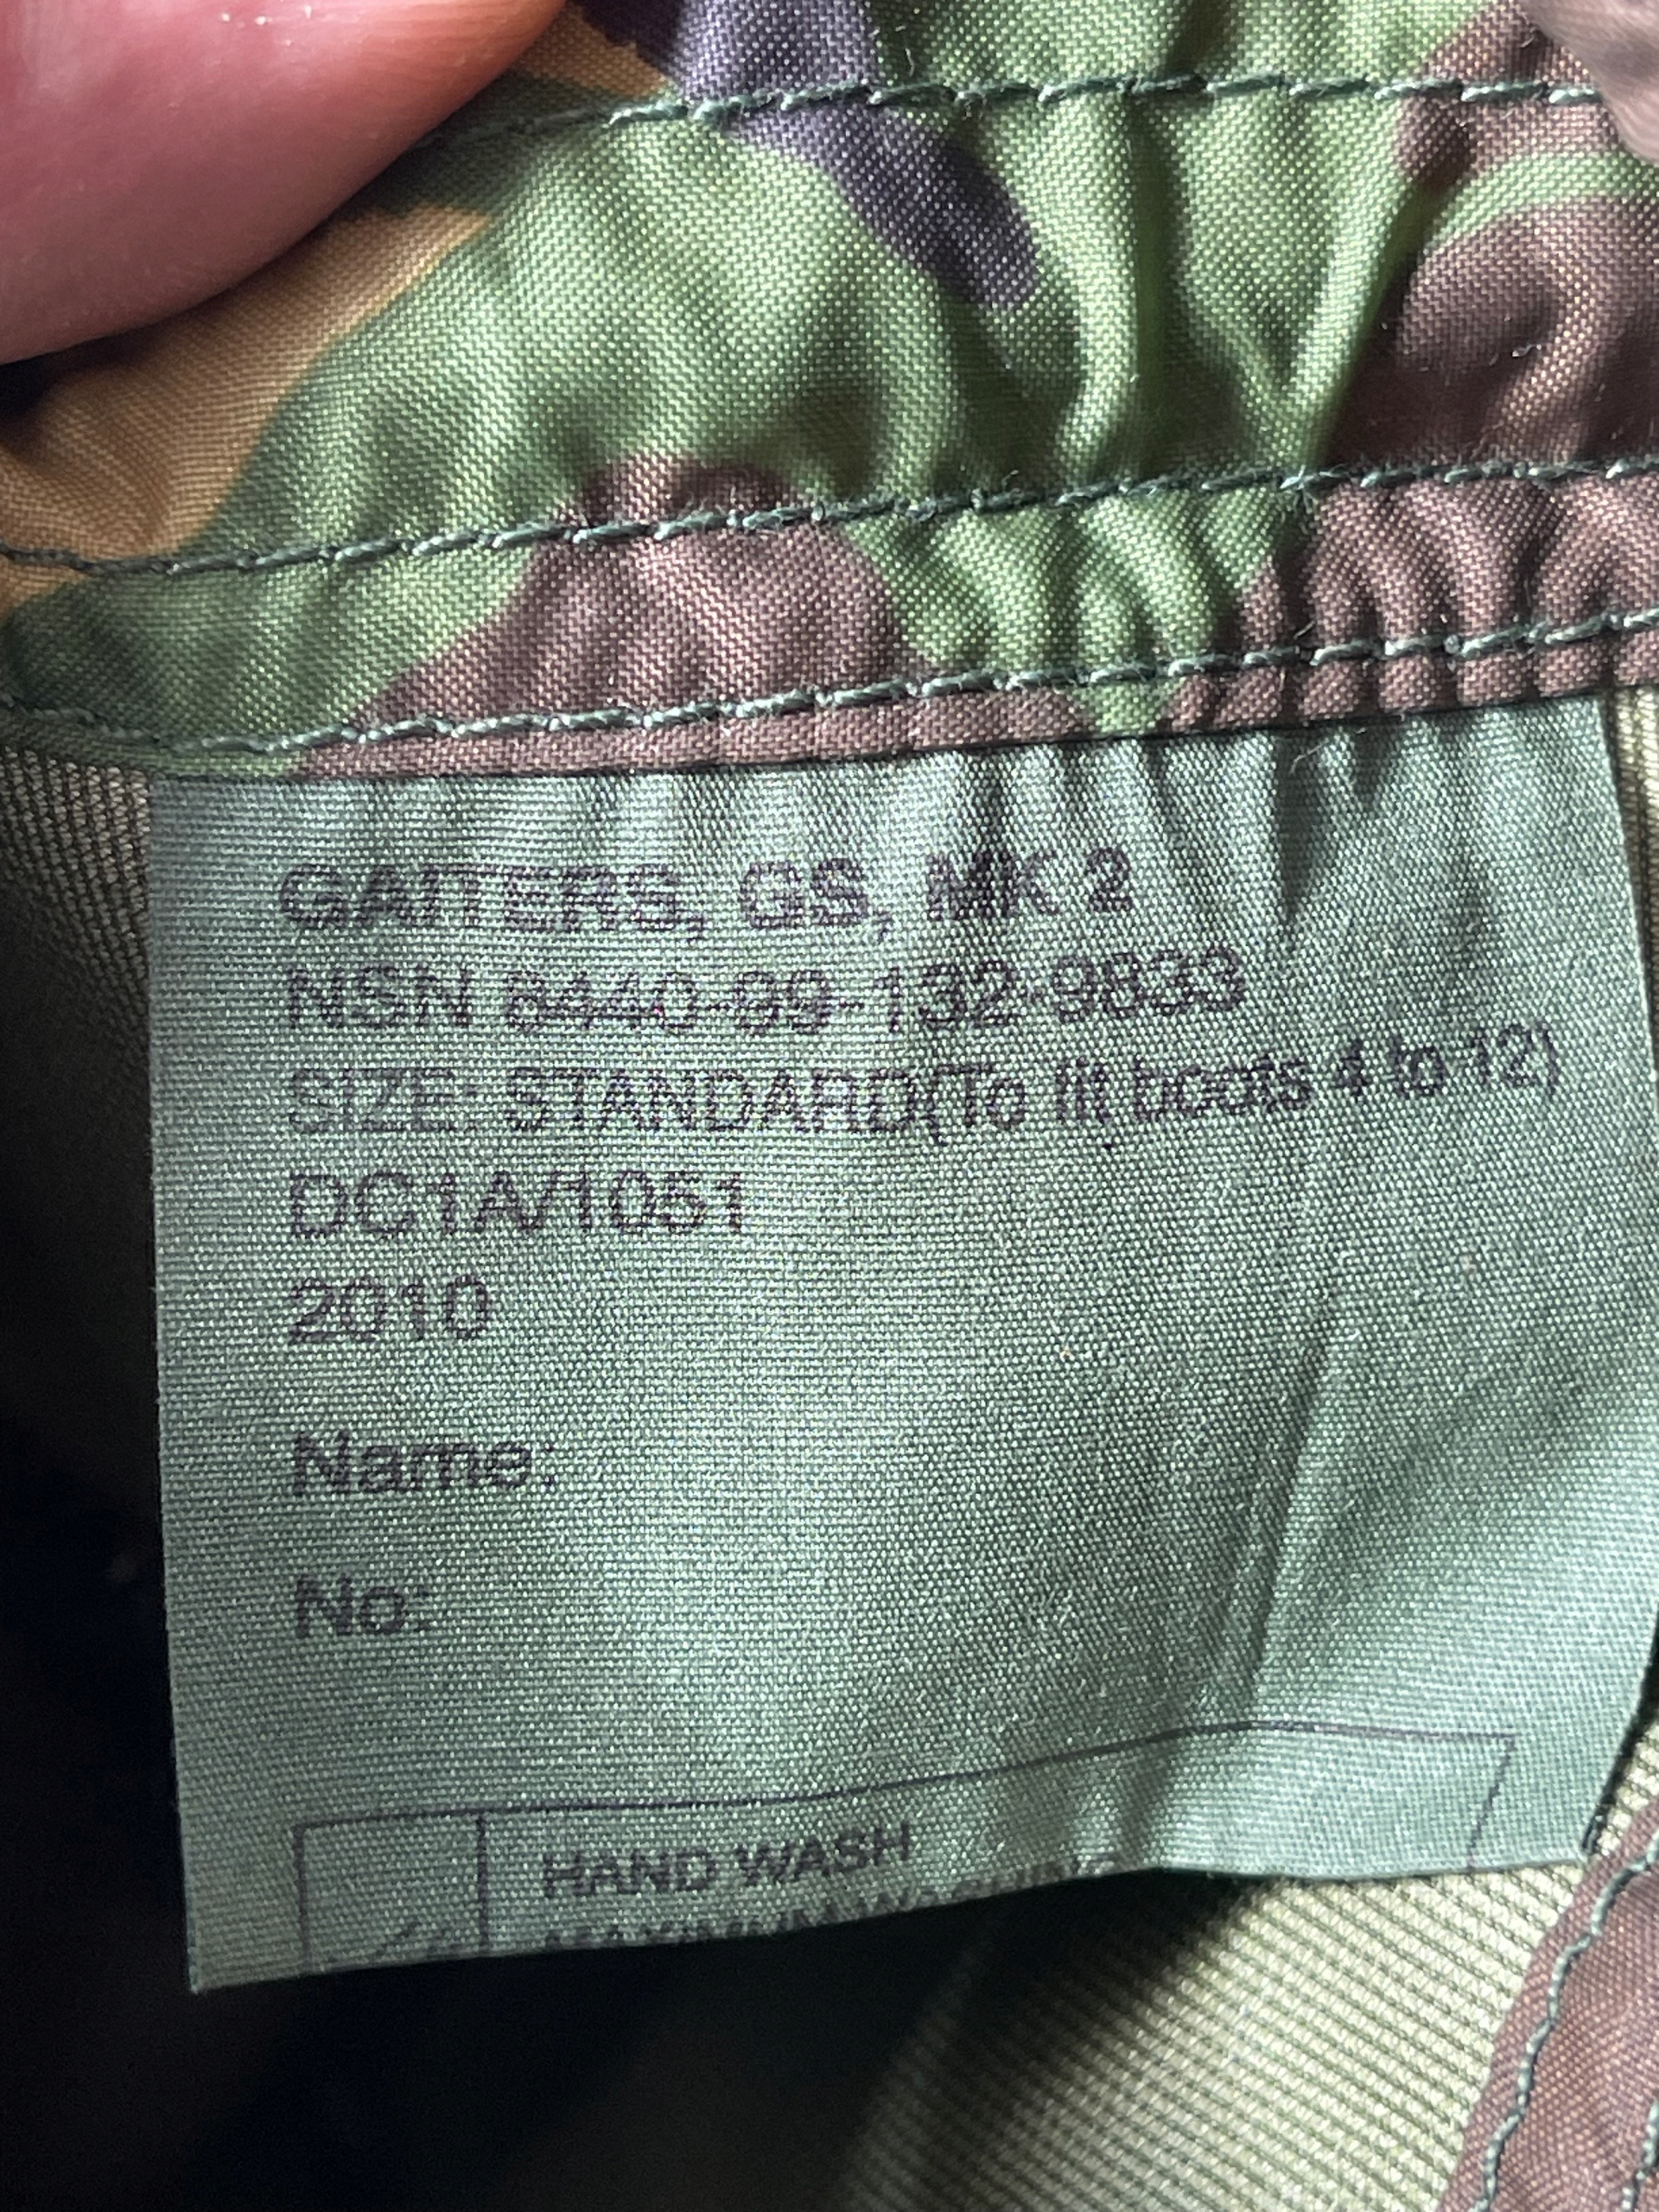 GAITERS, GS, MK 2
NSN 8440-99-132-9833
SIZE: STANDARD(To fit boots 4 to 12)
DC1A/1051
2010
Name:
No:
HAND WASH
MAXIMUM